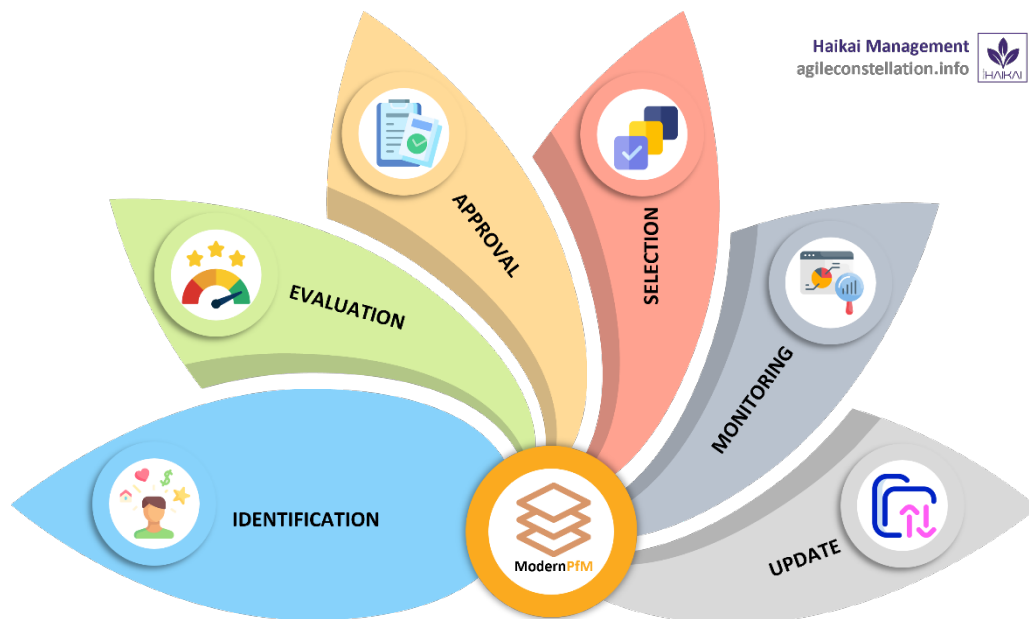 Haikai Management
agileconstellation.info
HAIKAI
APPROVAL
SELECTION
EVALUATION
MONITORING
IDENTIFICATION
UPDATE
ModernPfM